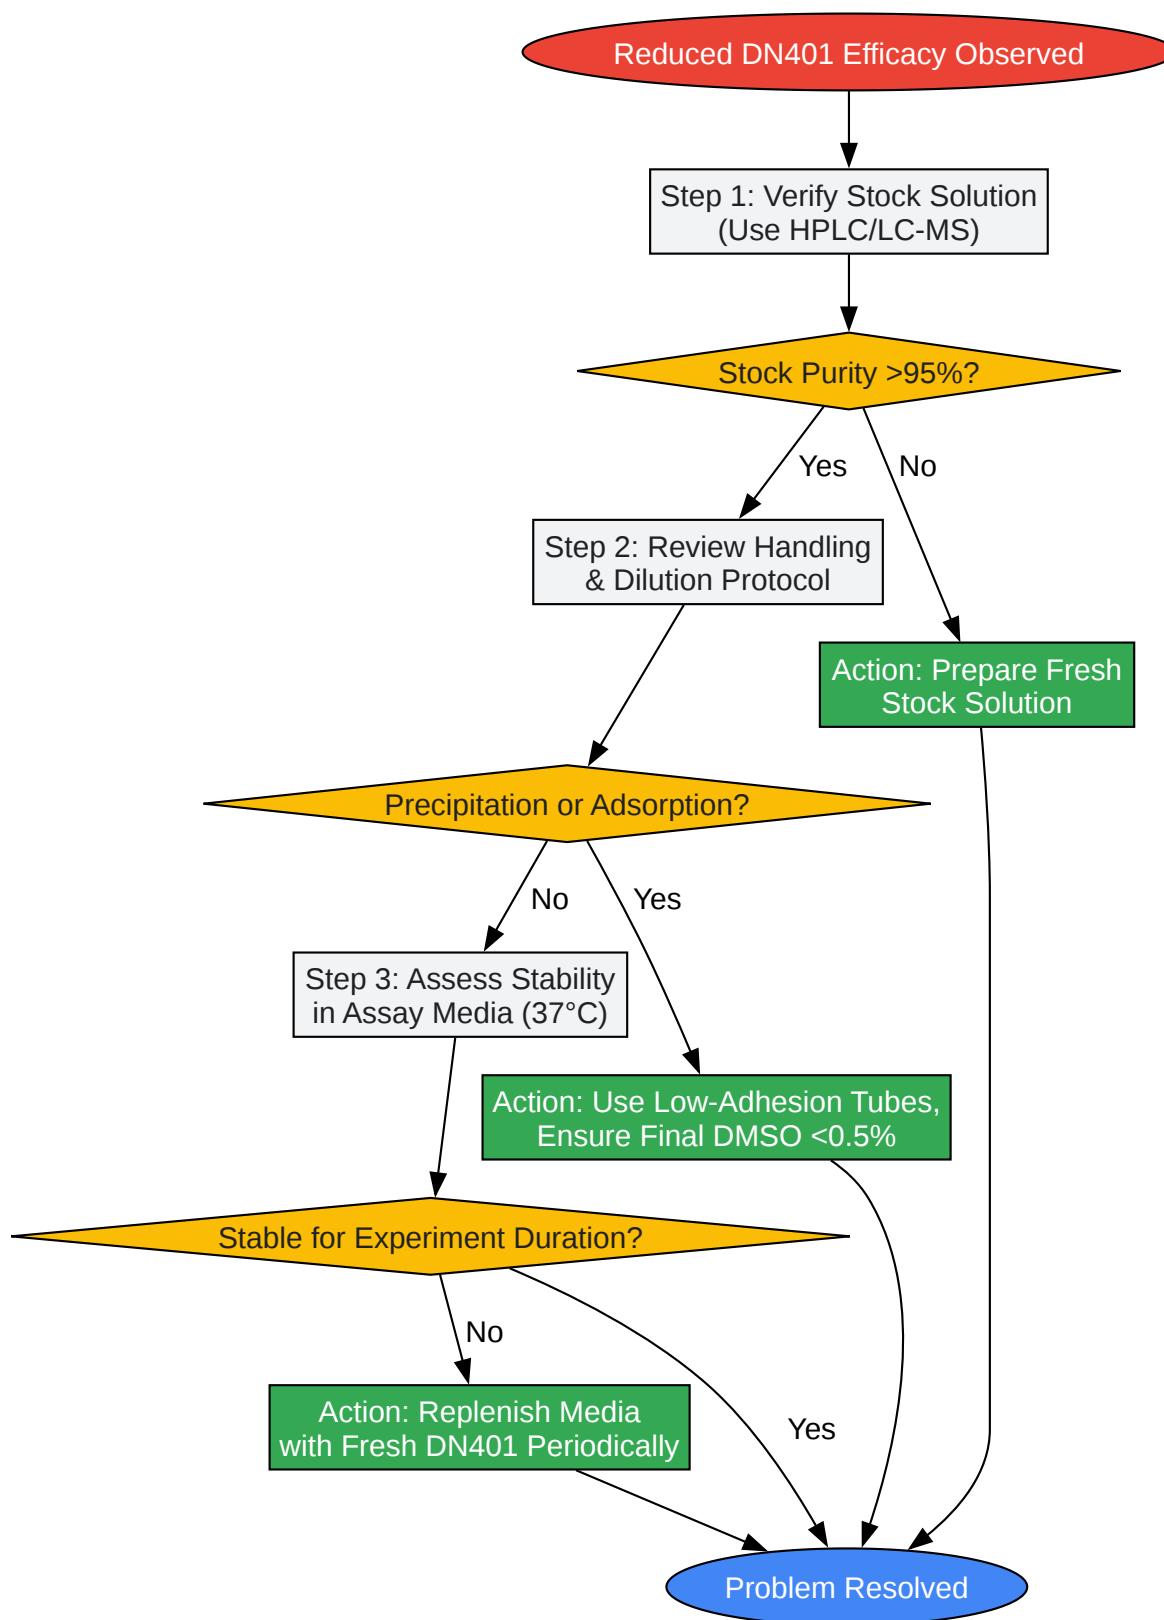 Reduced DN401 Efficacy Observed
Step 1: Verify Stock Solution
(Use HPLC/LC-MS)
Stock Purity >95%?
Yes
No
Step 2: Review Handling
& Dilution Protocol
Action: Prepare Fresh
Stock Solution
Precipitation or Adsorption?
No
Yes
Step 3: Assess Stability
in Assay Media (37°C)
Action: Use Low-Adhesion Tubes,
Ensure Final DMSO <0.5%
Stable for Experiment Duration?
No
Action: Replenish Media
with Fresh DN401 Periodically
Yes
Problem Resolved